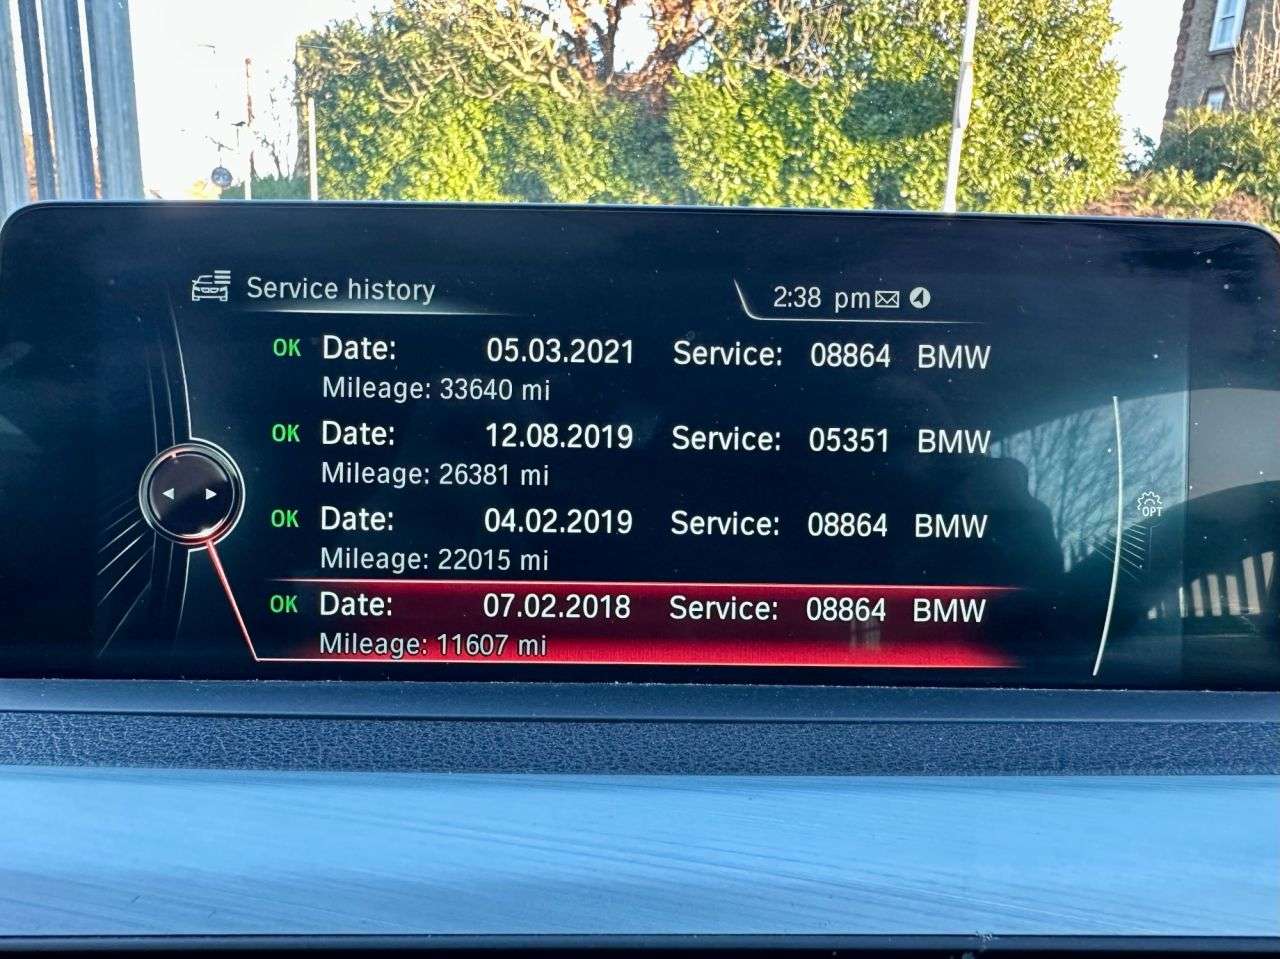 Service history
2:38 pm
OK Date: 05.03.2021 Service: 08864 BMW
Mileage: 33640 mi
OK Date: 12.08.2019 Service: 05351 BMW
Mileage: 26381 mi
OK Date: 04.02.2019 Service: 08864 BMW
Mileage: 22015 mi
OPT
OK Date: 07.02.2018 Service: 08864 BMW
Mileage: 11607 mi